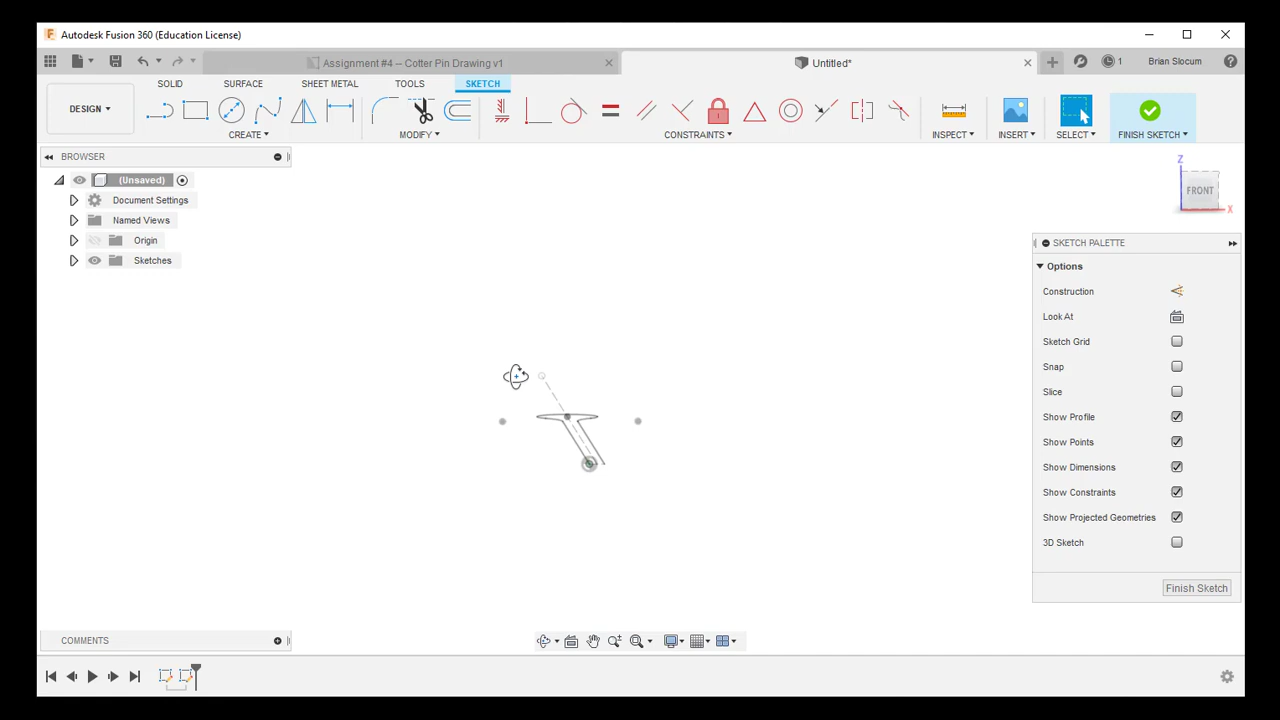 Autodesk Fusion 360 (Education License)
Assignment #4 -- Cotter Pin Drawing v1
Untitled*
1
Brian Slocum
SOLID
SURFACE
SHEET METAL
TOOLS
SKETCH
DESIGN
CREATE
MODIFY
CONSTRAINTS
INSPECT
INSERT
SELECT
FINISH SKETCH
BROWSER
(Unsaved)
Document Settings
Named Views
Origin
Sketches
Z
FRONT
X
SKETCH PALETTE
Options
Construction
Look At
Sketch Grid
Snap
Slice
Show Profile
Show Points
Show Dimensions
Show Constraints
Show Projected Geometries
3D Sketch
Finish Sketch
COMMENTS